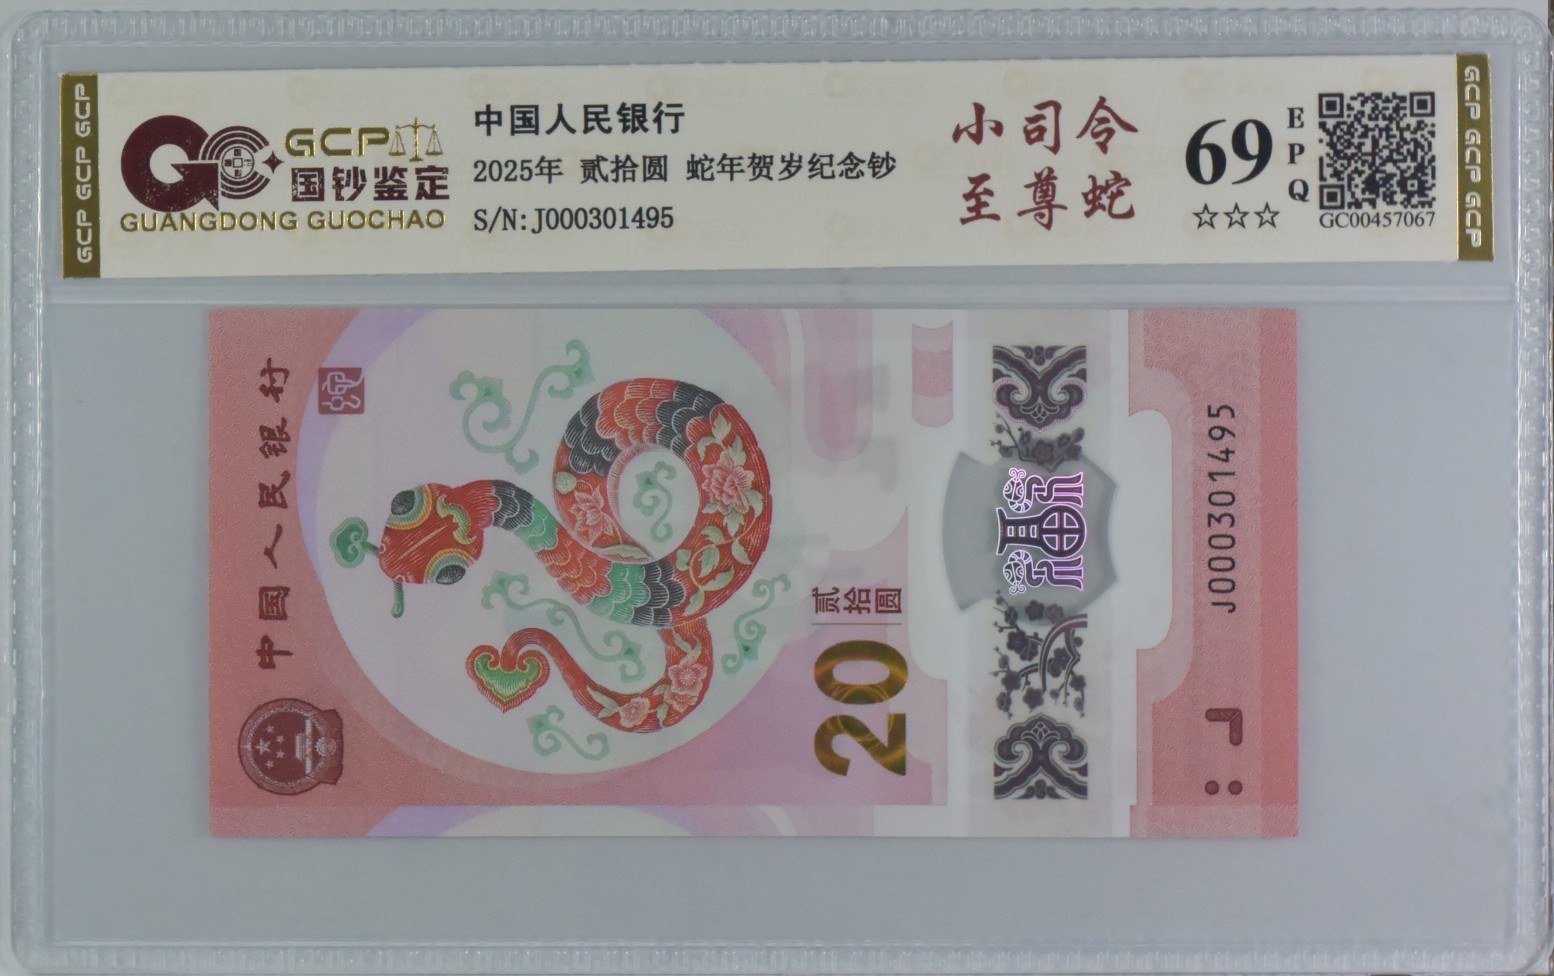 GCP GCP GCP
GCP
国钞鉴定
GUANGDONG GUOCHAO
中国人民银行
2025年 贰拾圆 蛇年贺岁纪念钞
S/N:J000301495
小司令
至尊蛇
69
EPQ
☆☆☆
GC00457067
GCP GCP GCP
中国人民银行
20
贰拾圆
福
J000301495